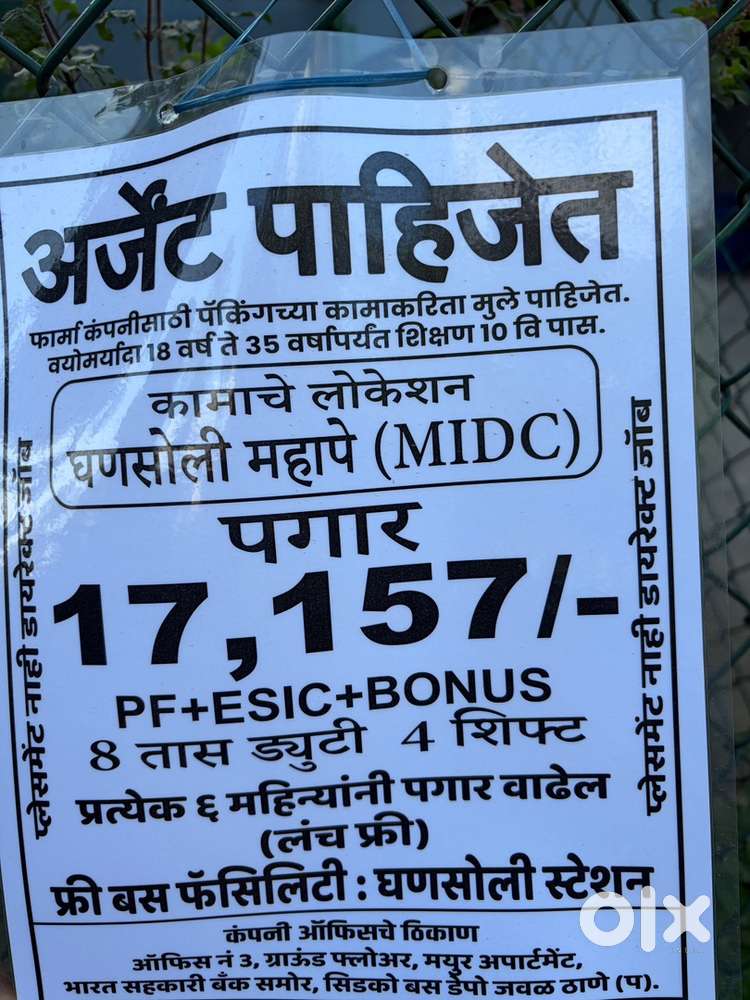 अर्जेंट पाहिजेत
फार्मा कंपनीसाठी पॅकिंगच्या कामाकरिता मुले पाहिजेत.
वयोमर्यादा 18 वर्ष ते 35 वर्षापर्यंत शिक्षण 10 वि पास.
कामाचे लोकेशन
घणसोली महापे (MIDC)
पगार
17,157/-
PF+ESIC+BONUS
8 तास ड्युटी 4 शिफ्ट
प्रत्येक ६ महिन्यांनी पगार वाढेल
(लंच फ्री)
फ्री बस फॅसिलिटी : घणसोली स्टेशन
प्लेसमेंट नाही डायरेक्ट जॉब
प्लेसमेंट नाही डायरेक्ट जॉब
कंपनी ऑफिसचे ठिकाण
ऑफिस नं 3, ग्राऊंड फ्लोअर, मयुर अपार्टमेंट,
भारत सहकारी बँक समोर, सिडको बस डेपो जवळ ठाणे (प).
olx